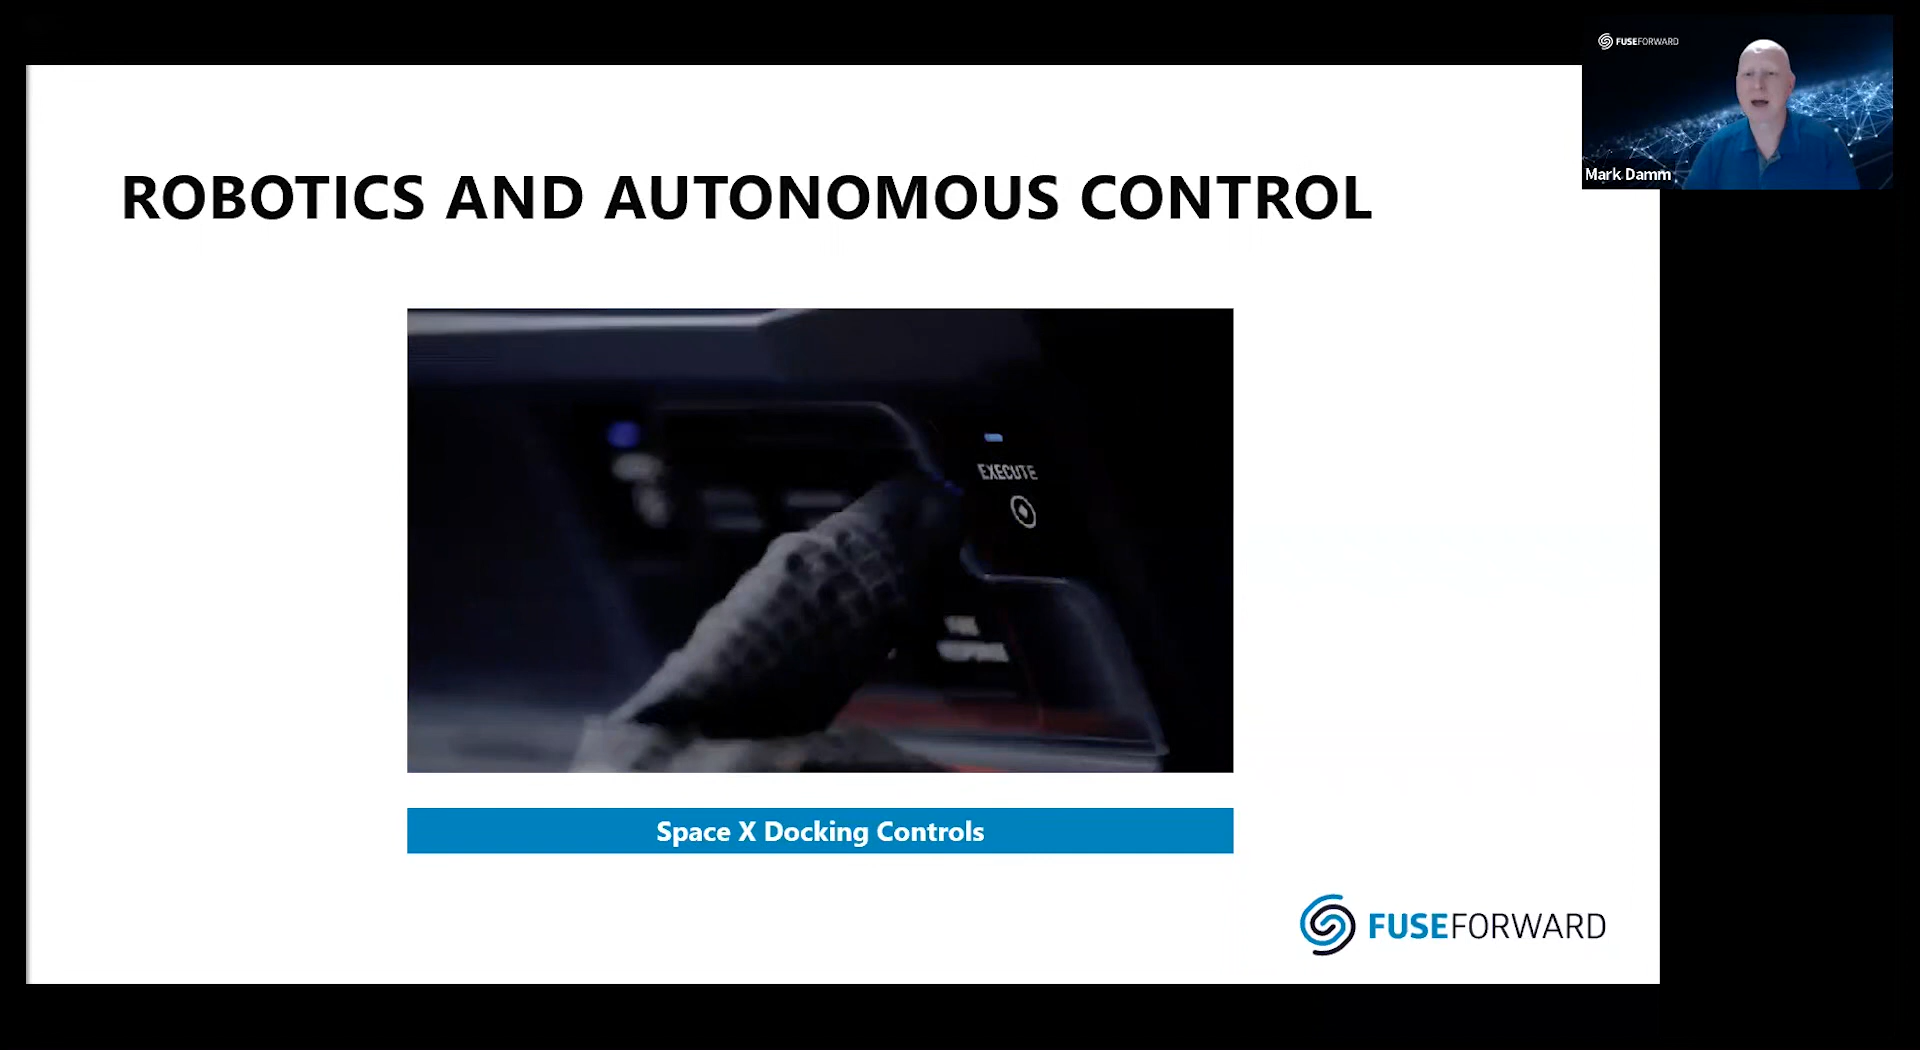 FUSEFORWARD
Mark Damm
ROBOTICS AND AUTONOMOUS CONTROL
EXECUTE
Space X Docking Controls
FUSEFORWARD